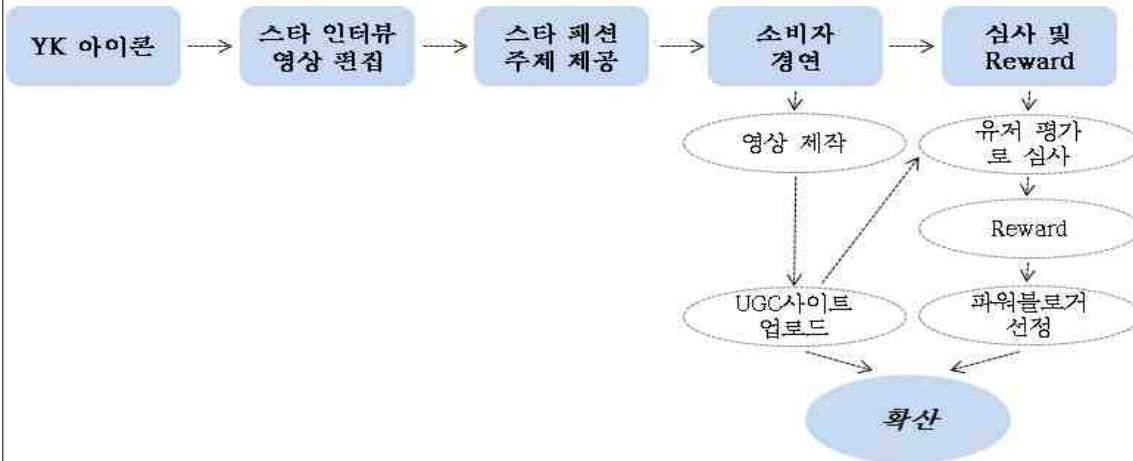 YK 아이콘
스타 인터뷰
영상 편집
스타 패션
주제 제공
소비자
경연
심사 및
Reward
영상 제작
유저 평가
로 심사
Reward
UGC사이트
업로드
파워블로거
선정
확산